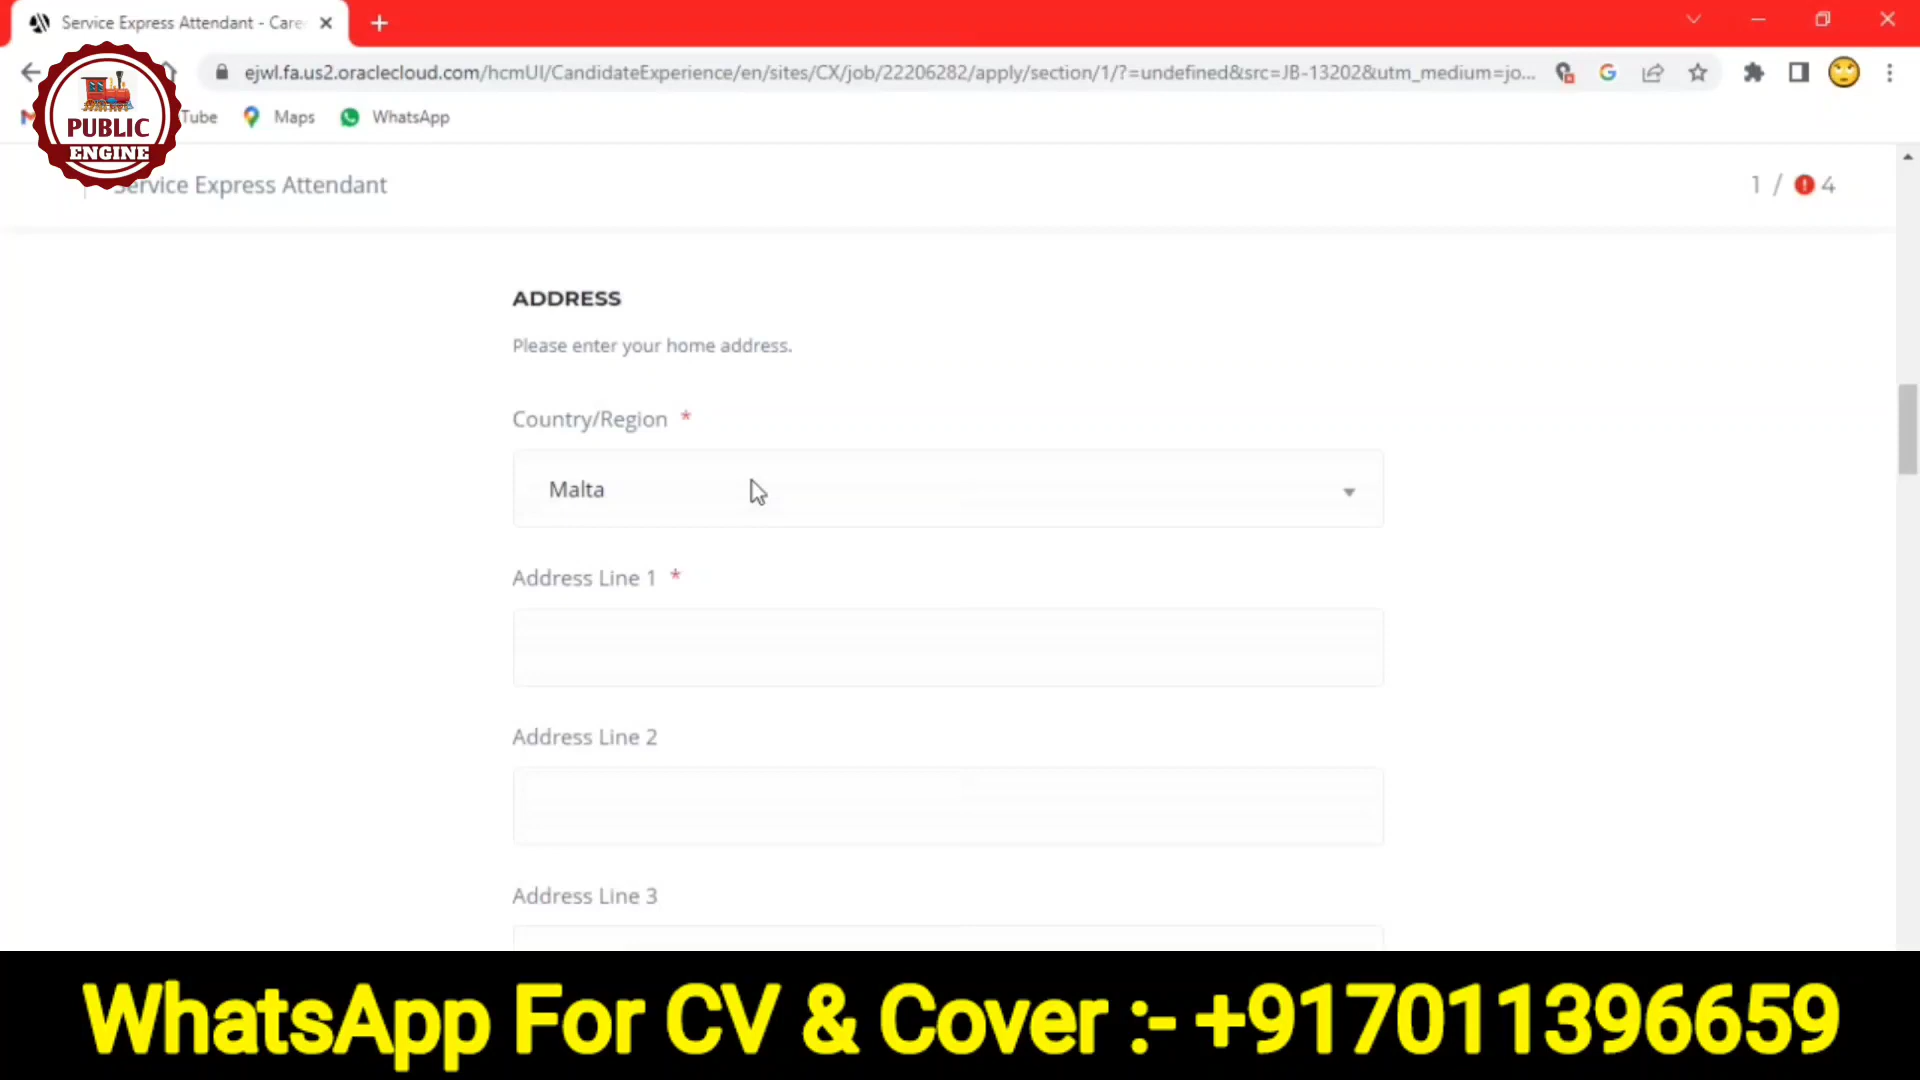 Service Express Attendant - Care
ejwl.fa.us2.oraclecloud.com/hcmUI/CandidateExperience/en/sites/CX/job/22206282/apply/section/1/?=undefined&src=JB-13202&utm_medium=jo...
Tube Maps WhatsApp
PUBLIC
ENGINE
Service Express Attendant
1 / 4
ADDRESS
Please enter your home address.
Country/Region *
Malta
Address Line 1 *
Address Line 2
Address Line 3
WhatsApp For CV & Cover :- +917011396659